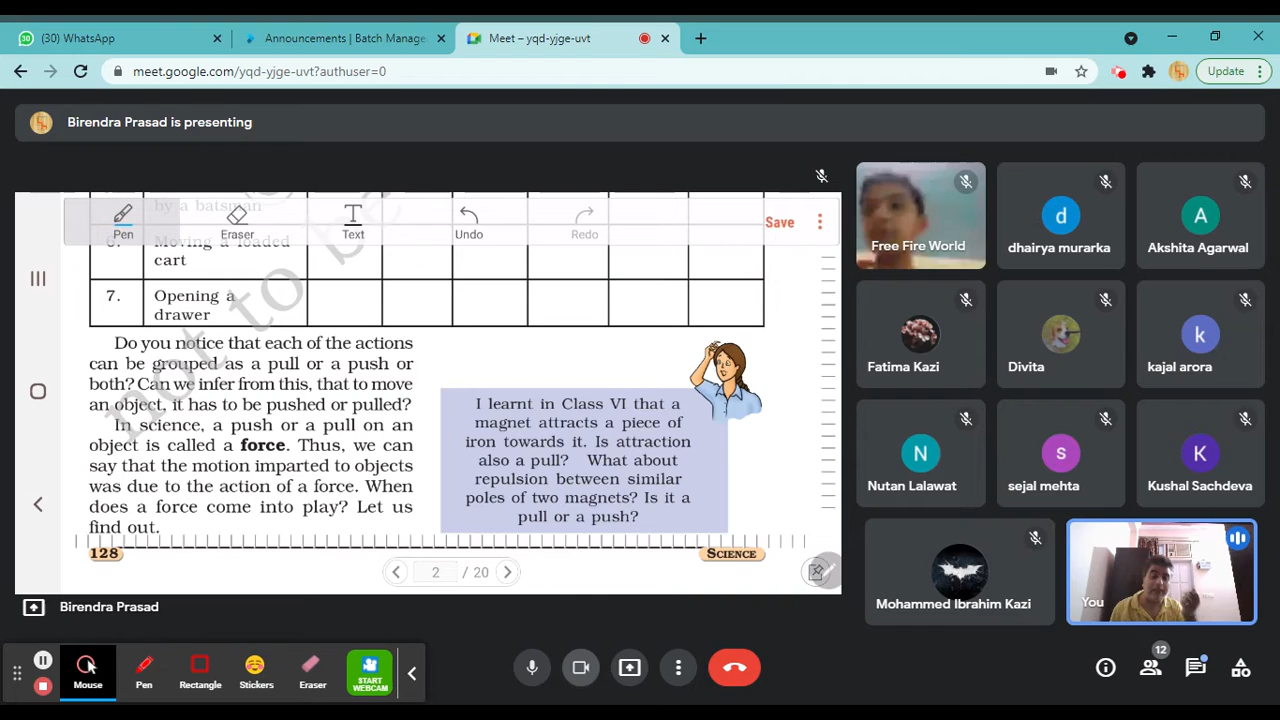 (30) WhatsApp
Announcements | Batch Manage
Meet – yqd-yjge-uvt
meet.google.com/yqd-yjge-uvt?authuser=0
Update
Birendra Prasad is presenting
by a batsman
Pen
Eraser
Text
Undo
Redo
Save
6. Moving a loaded
cart
7. Opening a
drawer
not to be
Do you notice that each of the actions
can be grouped as a pull or a push or
both? Can we infer from this, that to move
an object, it has to be pushed or pulled?
In science, a push or a pull on an
object is called a force. Thus, we can
say that the motion imparted to objects
was due to the action of a force. When
does a force come into play? Let us
find out.
I learnt in Class VI that a
magnet attracts a piece of
iron towards it. Is attraction
also a pull? What about
repulsion between similar
poles of two magnets? Is it a
pull or a push?
128
SCIENCE
2 / 20
Birendra Prasad
Free Fire World
dhairya murarka
d
Akshita Agarwal
A
Fatima Kazi
Divita
kajal arora
k
Nutan Lalawat
N
sejal mehta
s
Kushal Sachdeva
K
Mohammed Ibrahim Kazi
You
Mouse
Pen
Rectangle
Stickers
Eraser
START
WEBCAM
12